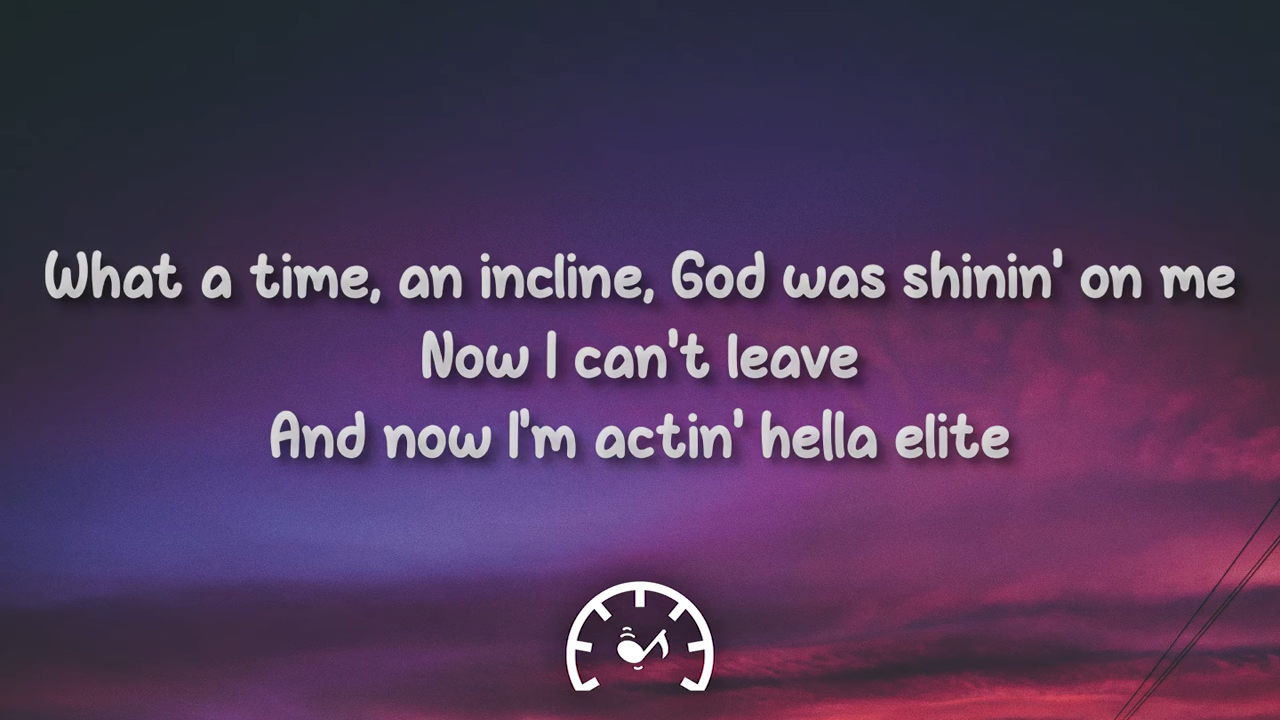 What a time, an incline, God was shinin' on me
Now I can't leave
And now I'm actin' hella elite